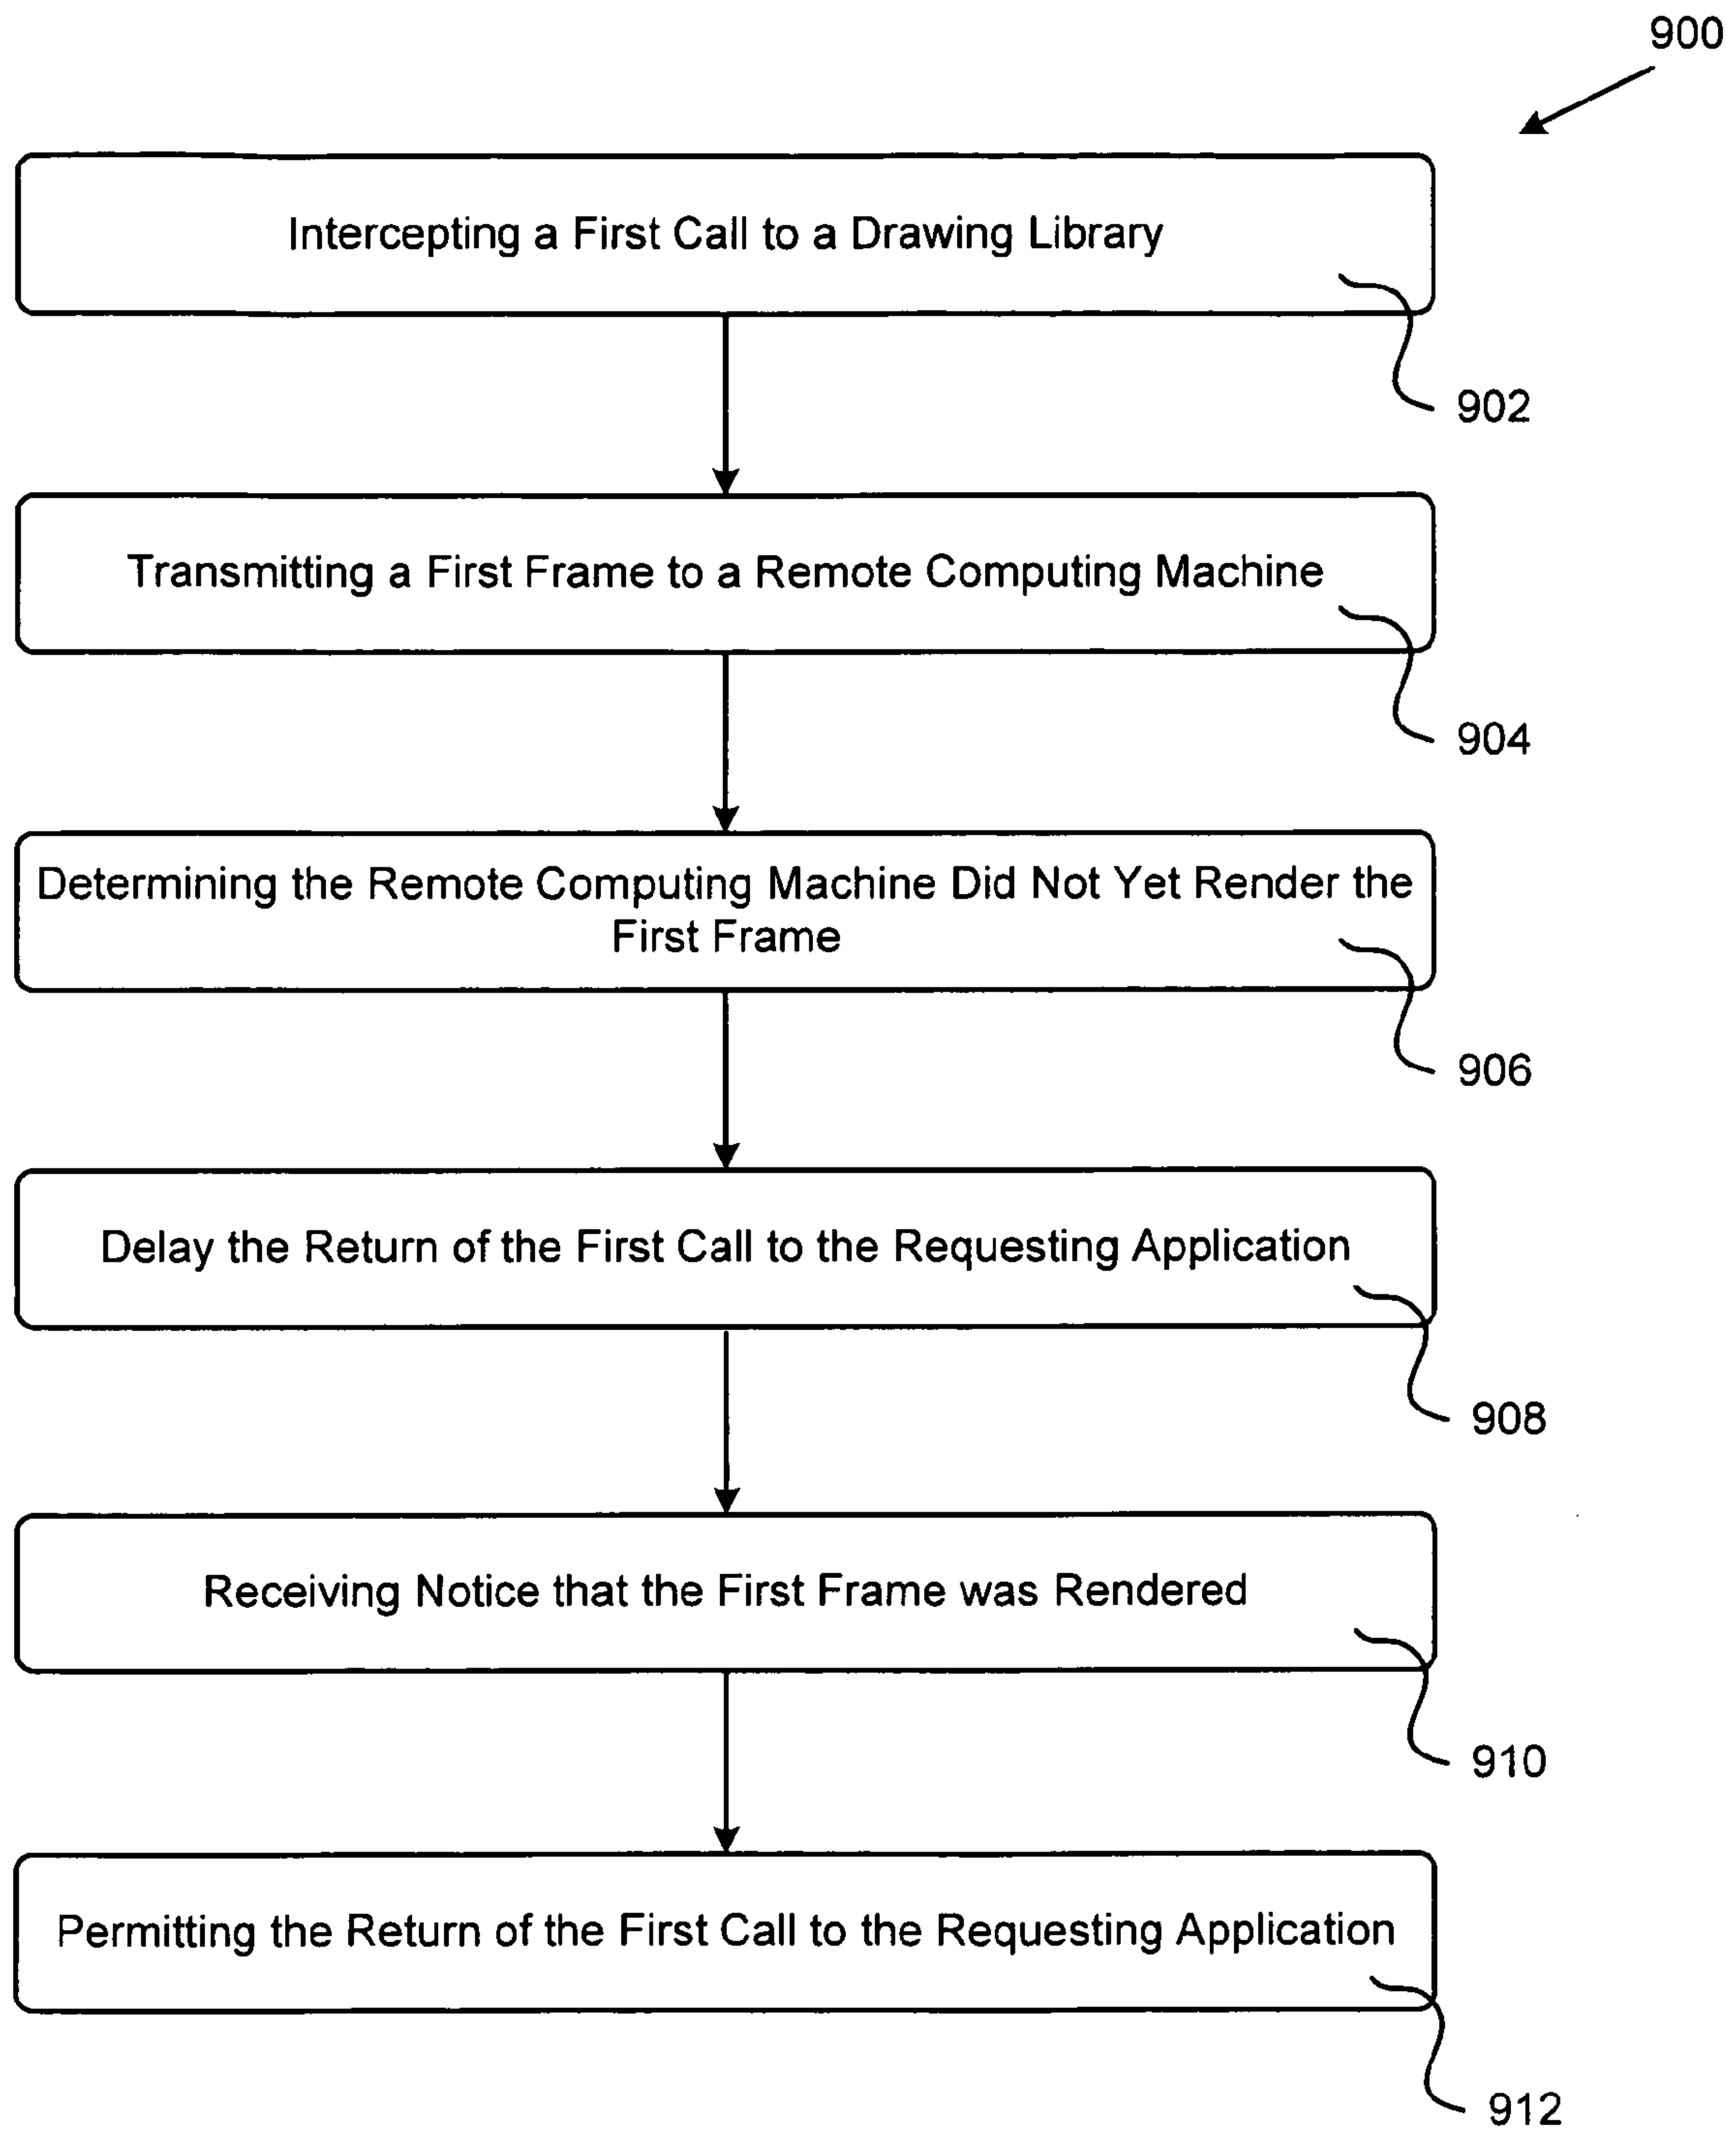 900
Intercepting a First Call to a Drawing Library
902
Transmitting a First Frame to a Remote Computing Machine
904
Determining the Remote Computing Machine Did Not Yet Render the
First Frame
906
Delay the Return of the First Call to the Requesting Application
908
Receiving Notice that the First Frame was Rendered
910
Permitting the Return of the First Call to the Requesting Application
912